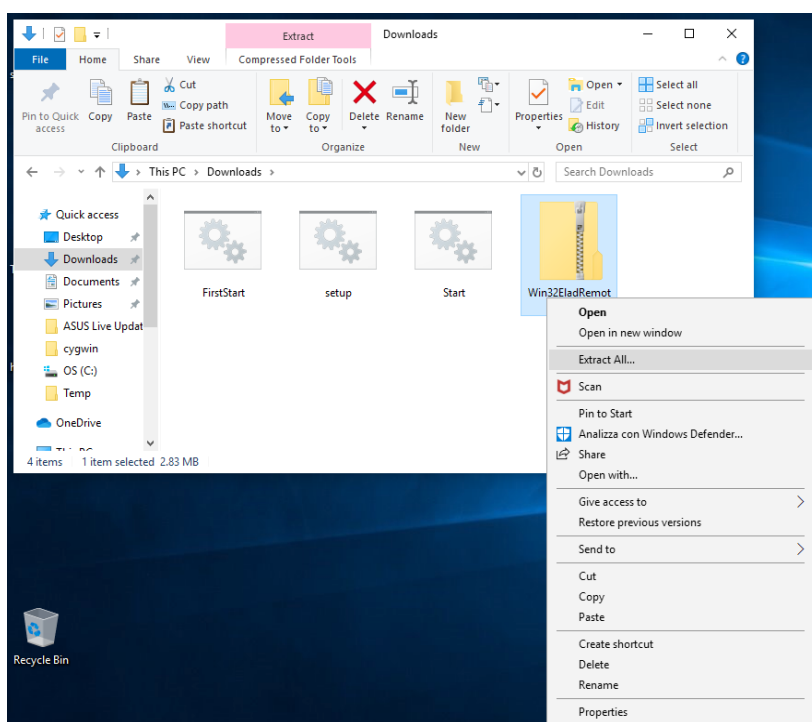 Extract
Downloads
File
Home
Share
View
Compressed Folder Tools
Pin to Quick access
Copy
Paste
Cut
Copy path
Paste shortcut
Clipboard
Move to
Copy to
Delete
Rename
Organize
New folder
New
Properties
Open
Edit
History
Open
Select all
Select none
Invert selection
Select
This PC > Downloads >
Search Downloads
Quick access
Desktop
Downloads
Documents
Pictures
ASUS Live Updat
cygwin
OS (C:)
Temp
OneDrive
FirstStart
setup
Start
Win32EladRemot
4 items 1 item selected 2.83 MB
Open
Open in new window
Extract All...
Scan
Pin to Start
Analizza con Windows Defender...
Share
Open with...
Give access to
Restore previous versions
Send to
Cut
Copy
Paste
Create shortcut
Delete
Rename
Properties
Recycle Bin